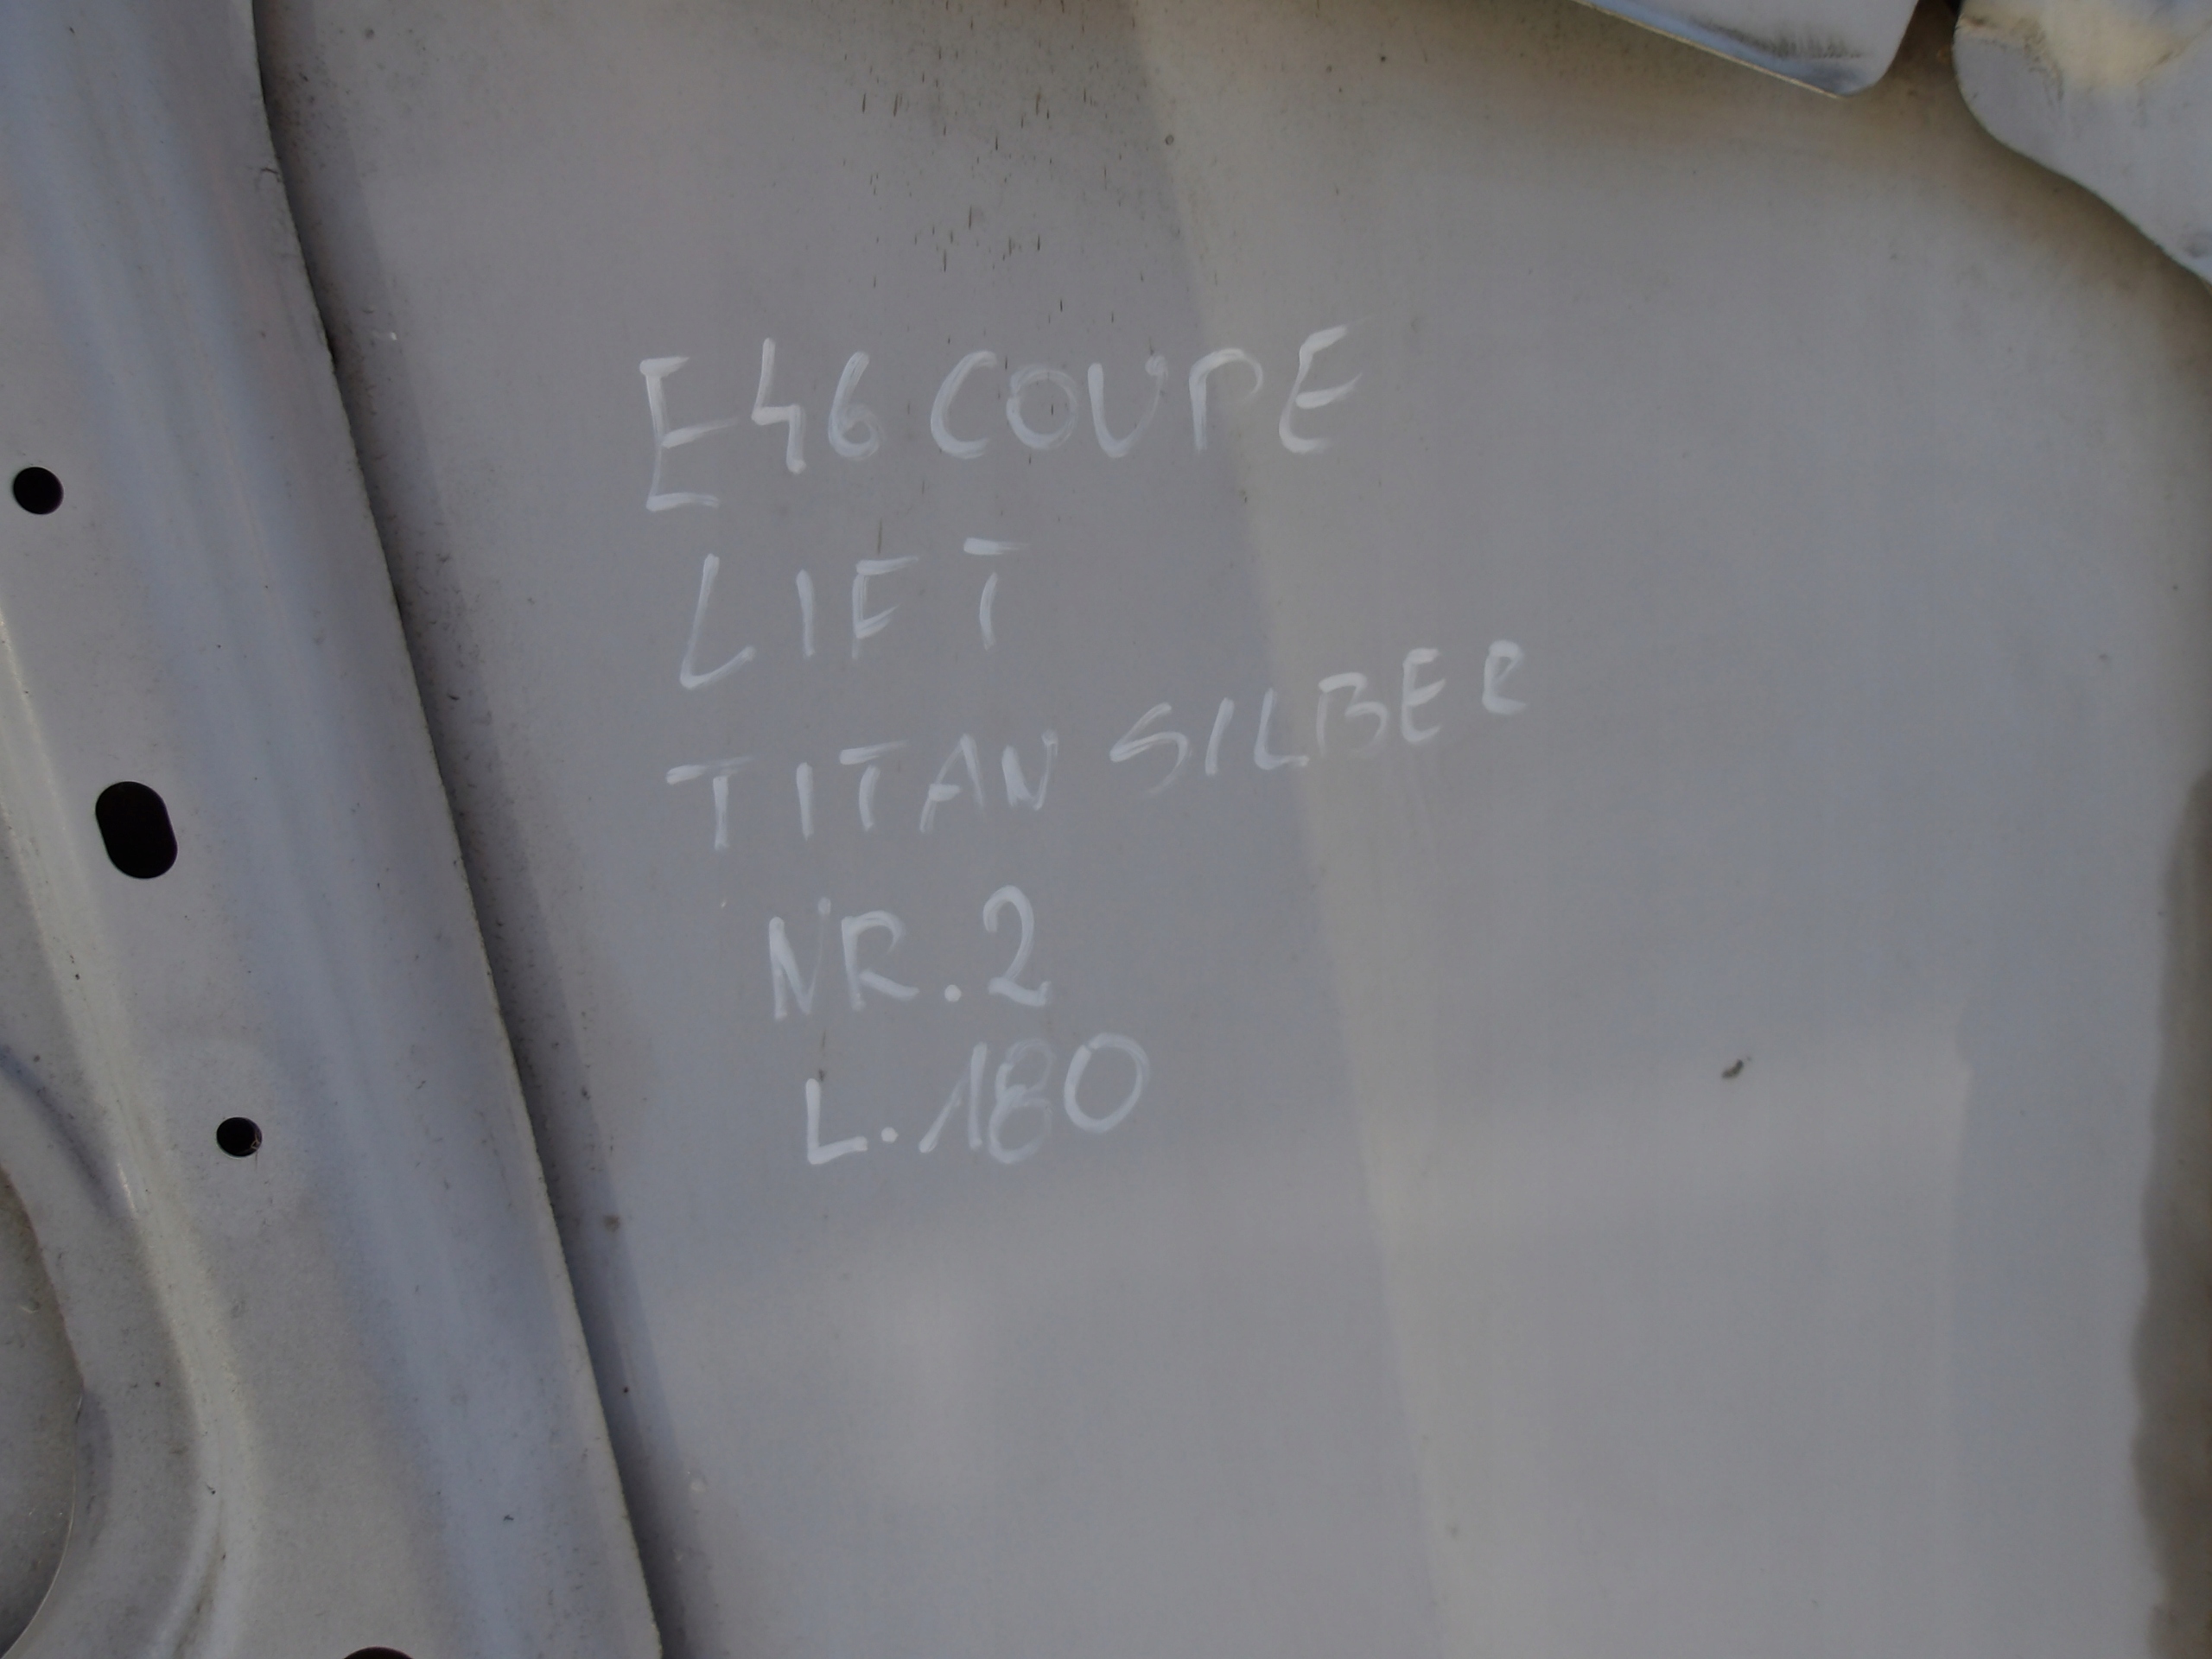 E46 COUPE
LIFT
TITAN SILBER
NR. 2
L. 180